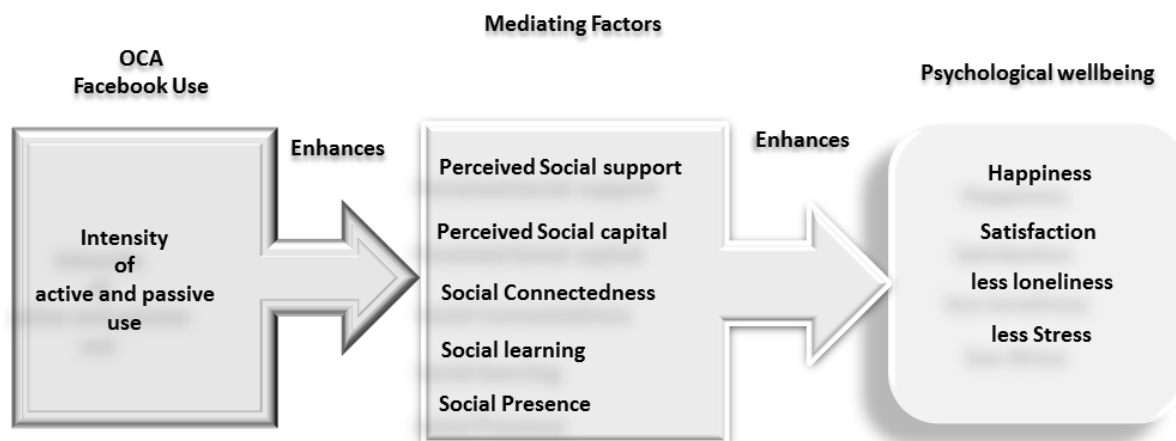 Mediating Factors
OCA
Facebook Use
Psychological wellbeing
Enhances
Enhances
Intensity
of
active and passive
use
Perceived Social support
Perceived Social capital
Social Connectedness
Social learning
Social Presence
Happiness
Satisfaction
less loneliness
less Stress